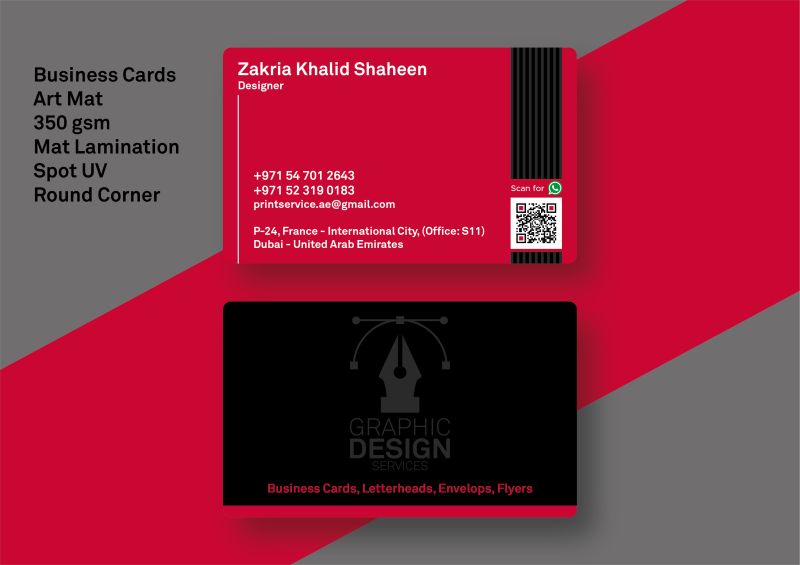 Business Cards
Art Mat
350 gsm
Mat Lamination
Spot UV
Round Corner
Zakria Khalid Shaheen
Designer
+971 54 701 2643
+971 52 319 0183
printservice.ae@gmail.com
P-24, France - International City, (Office: S11)
Dubai - United Arab Emirates
Scan for
GRAPHIC
DESIGN
SERVICES
Business Cards, Letterheads, Envelops, Flyers